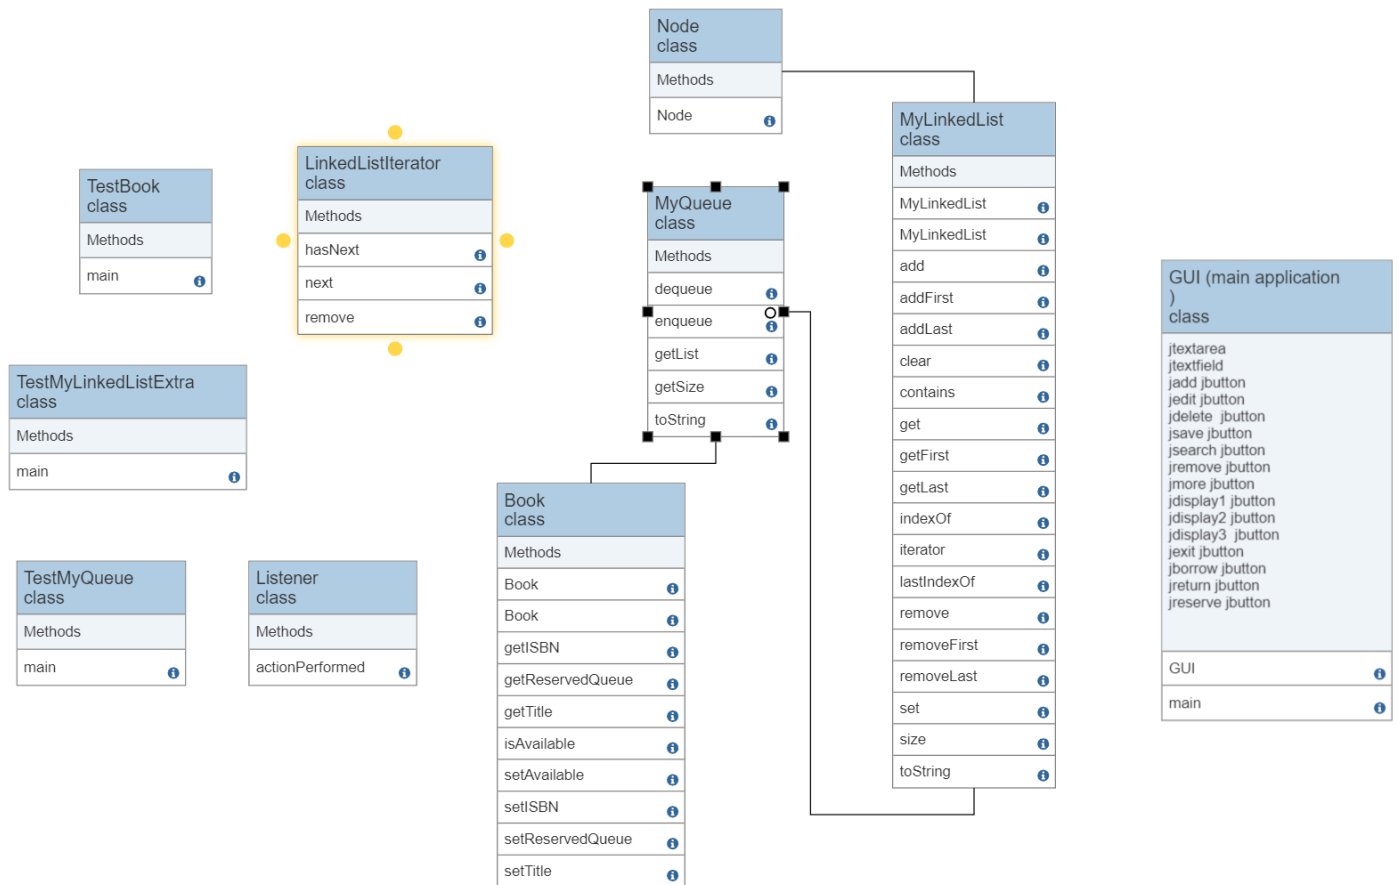 Node
class
Methods
Node
MyLinkedList
class
Methods
MyLinkedList
MyLinkedList
add
addFirst
addLast
clear
contains
get
getFirst
getLast
indexOf
iterator
lastIndexOf
remove
removeFirst
removeLast
set
size
toString
LinkedListIterator
class
Methods
hasNext
next
remove
TestBook
class
Methods
main
MyQueue
class
Methods
dequeue
enqueue
getList
getSize
toString
GUI (main application
)
class
jtextarea
jtextfield
jadd jbutton
jedit jbutton
jdelete  jbutton
jsave jbutton
jsearch jbutton
jremove jbutton
jmore jbutton
jdisplay1 jbutton
jdisplay2 jbutton
jdisplay3  jbutton
jexit jbutton
jborrow jbutton
jreturn jbutton
jreserve jbutton
GUI
main
TestMyLinkedListExtra
class
Methods
main
Book
class
Methods
Book
Book
getISBN
getReservedQueue
getTitle
isAvailable
setAvailable
setISBN
setReservedQueue
setTitle
TestMyQueue
class
Methods
main
Listener
class
Methods
actionPerformed